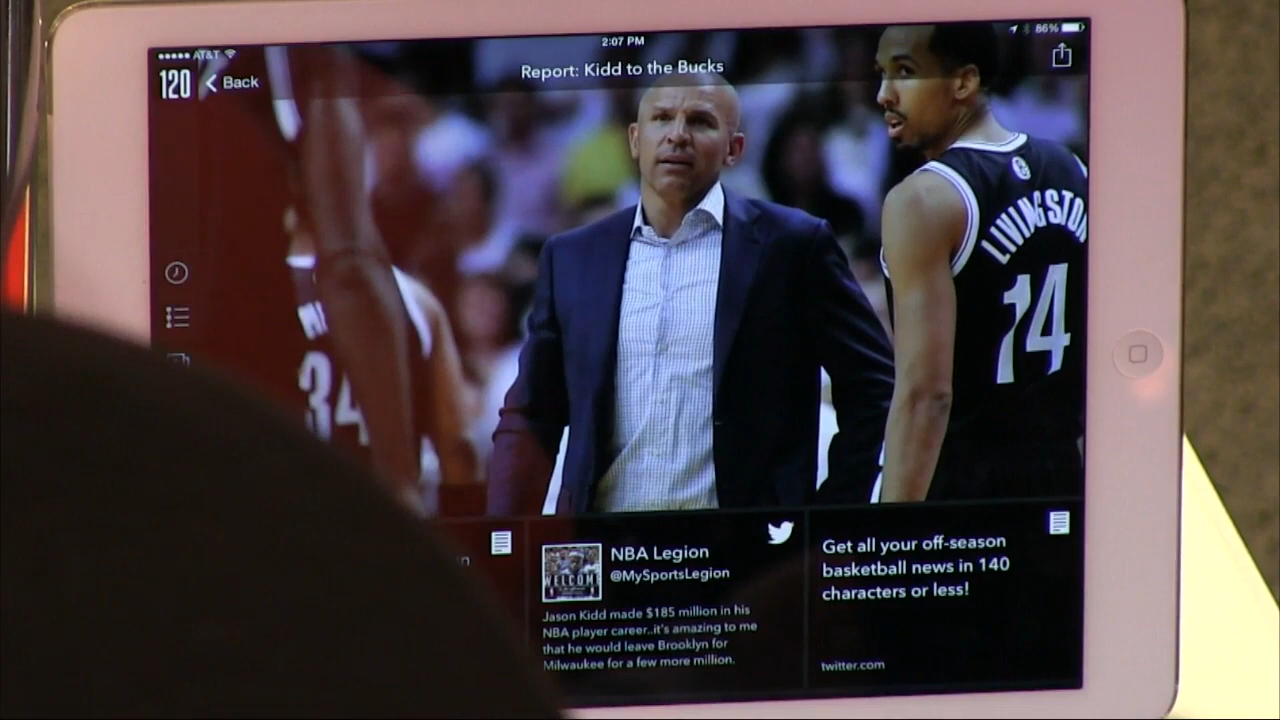 AT&T
2:07 PM
86%
120
Back
Report: Kidd to the Bucks
LIVINGSTON
14
34
NBA Legion
@MySportsLegion
WELCOME
Jason Kidd made $185 million in his
NBA player career..it's amazing to me
that he would leave Brooklyn for
Milwaukee for a few more million.
Get all your off-season
basketball news in 140
characters or less!
twitter.com